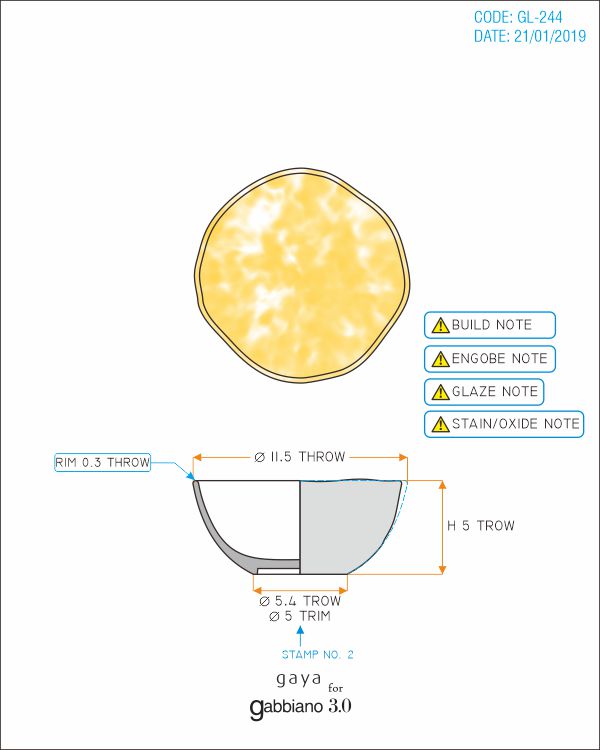 CODE: GL-244
DATE: 21/01/2019
BUILD NOTE
ENGOBE NOTE
GLAZE NOTE
STAIN/OXIDE NOTE
RIM 0.3 THROW
Ø 11.5 THROW
H 5 TROW
Ø 5.4 TROW
Ø 5 TRIM
STAMP NO. 2
gaya for
gabbiano 3.0